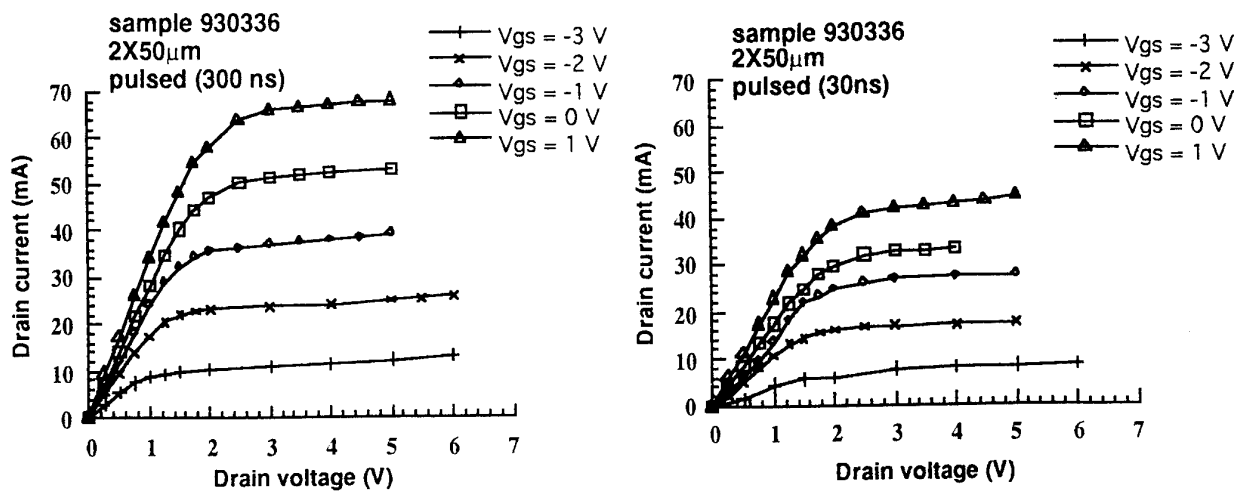 sample 930336
2X50μm
pulsed (300 ns)
Vgs = -3 V
Vgs = -2 V
Vgs = -1 V
Vgs = 0 V
Vgs = 1 V
Drain current (mA)
70
60
50
40
30
20
10
0
0 1 2 3 4 5 6 7
Drain voltage (V)
sample 930336
2X50μm
pulsed (30ns)
Vgs = -3 V
Vgs = -2 V
Vgs = -1 V
Vgs = 0 V
Vgs = 1 V
Drain current (mA)
70
60
50
40
30
20
10
0
0 1 2 3 4 5 6 7
Drain voltage (V)